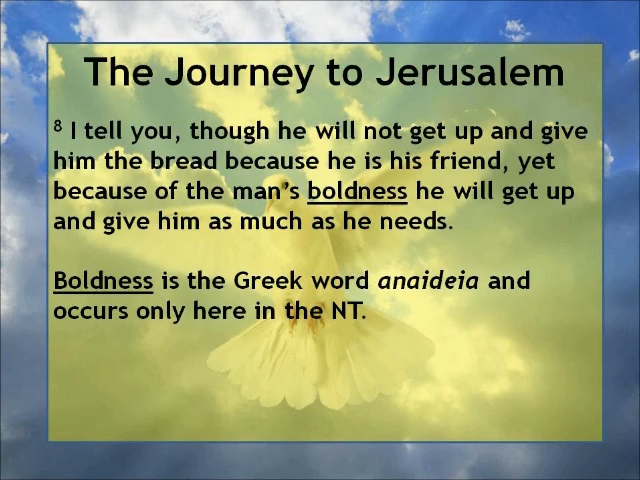 The Journey to Jerusalem
8 I tell you, though he will not get up and give
him the bread because he is his friend, yet
because of the man’s boldness he will get up
and give him as much as he needs.
Boldness is the Greek word anaideia and
occurs only here in the NT.